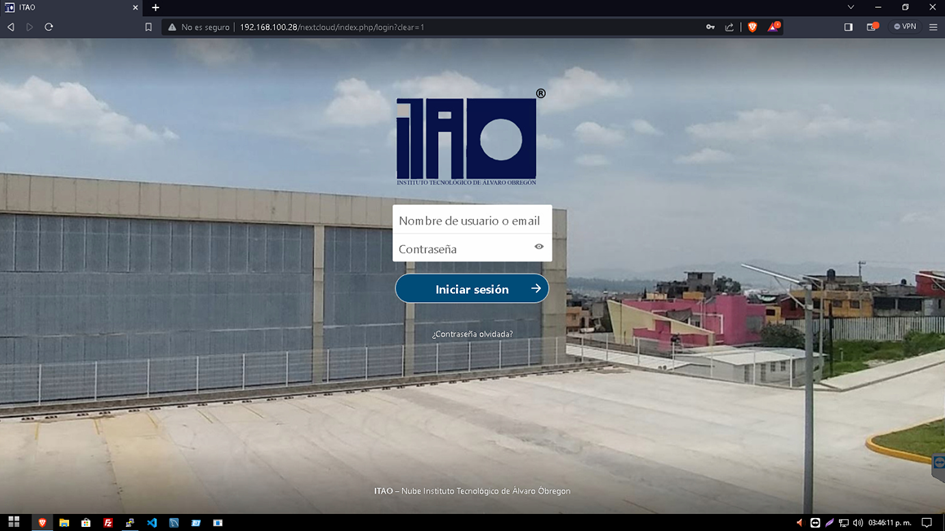 ITAO
No es seguro
192.168.100.28/nextcloud/index.php/login?clear=1
VPN
ITAO ®
INSTITUTO TECNOLÓGICO DE ÁLVARO OBREGÓN
Nombre de usuario o email
Contraseña
Iniciar sesión
¿Contraseña olvidada?
ITAO – Nube Instituto Tecnológico de Álvaro Obregon
03:46:11 p. m.